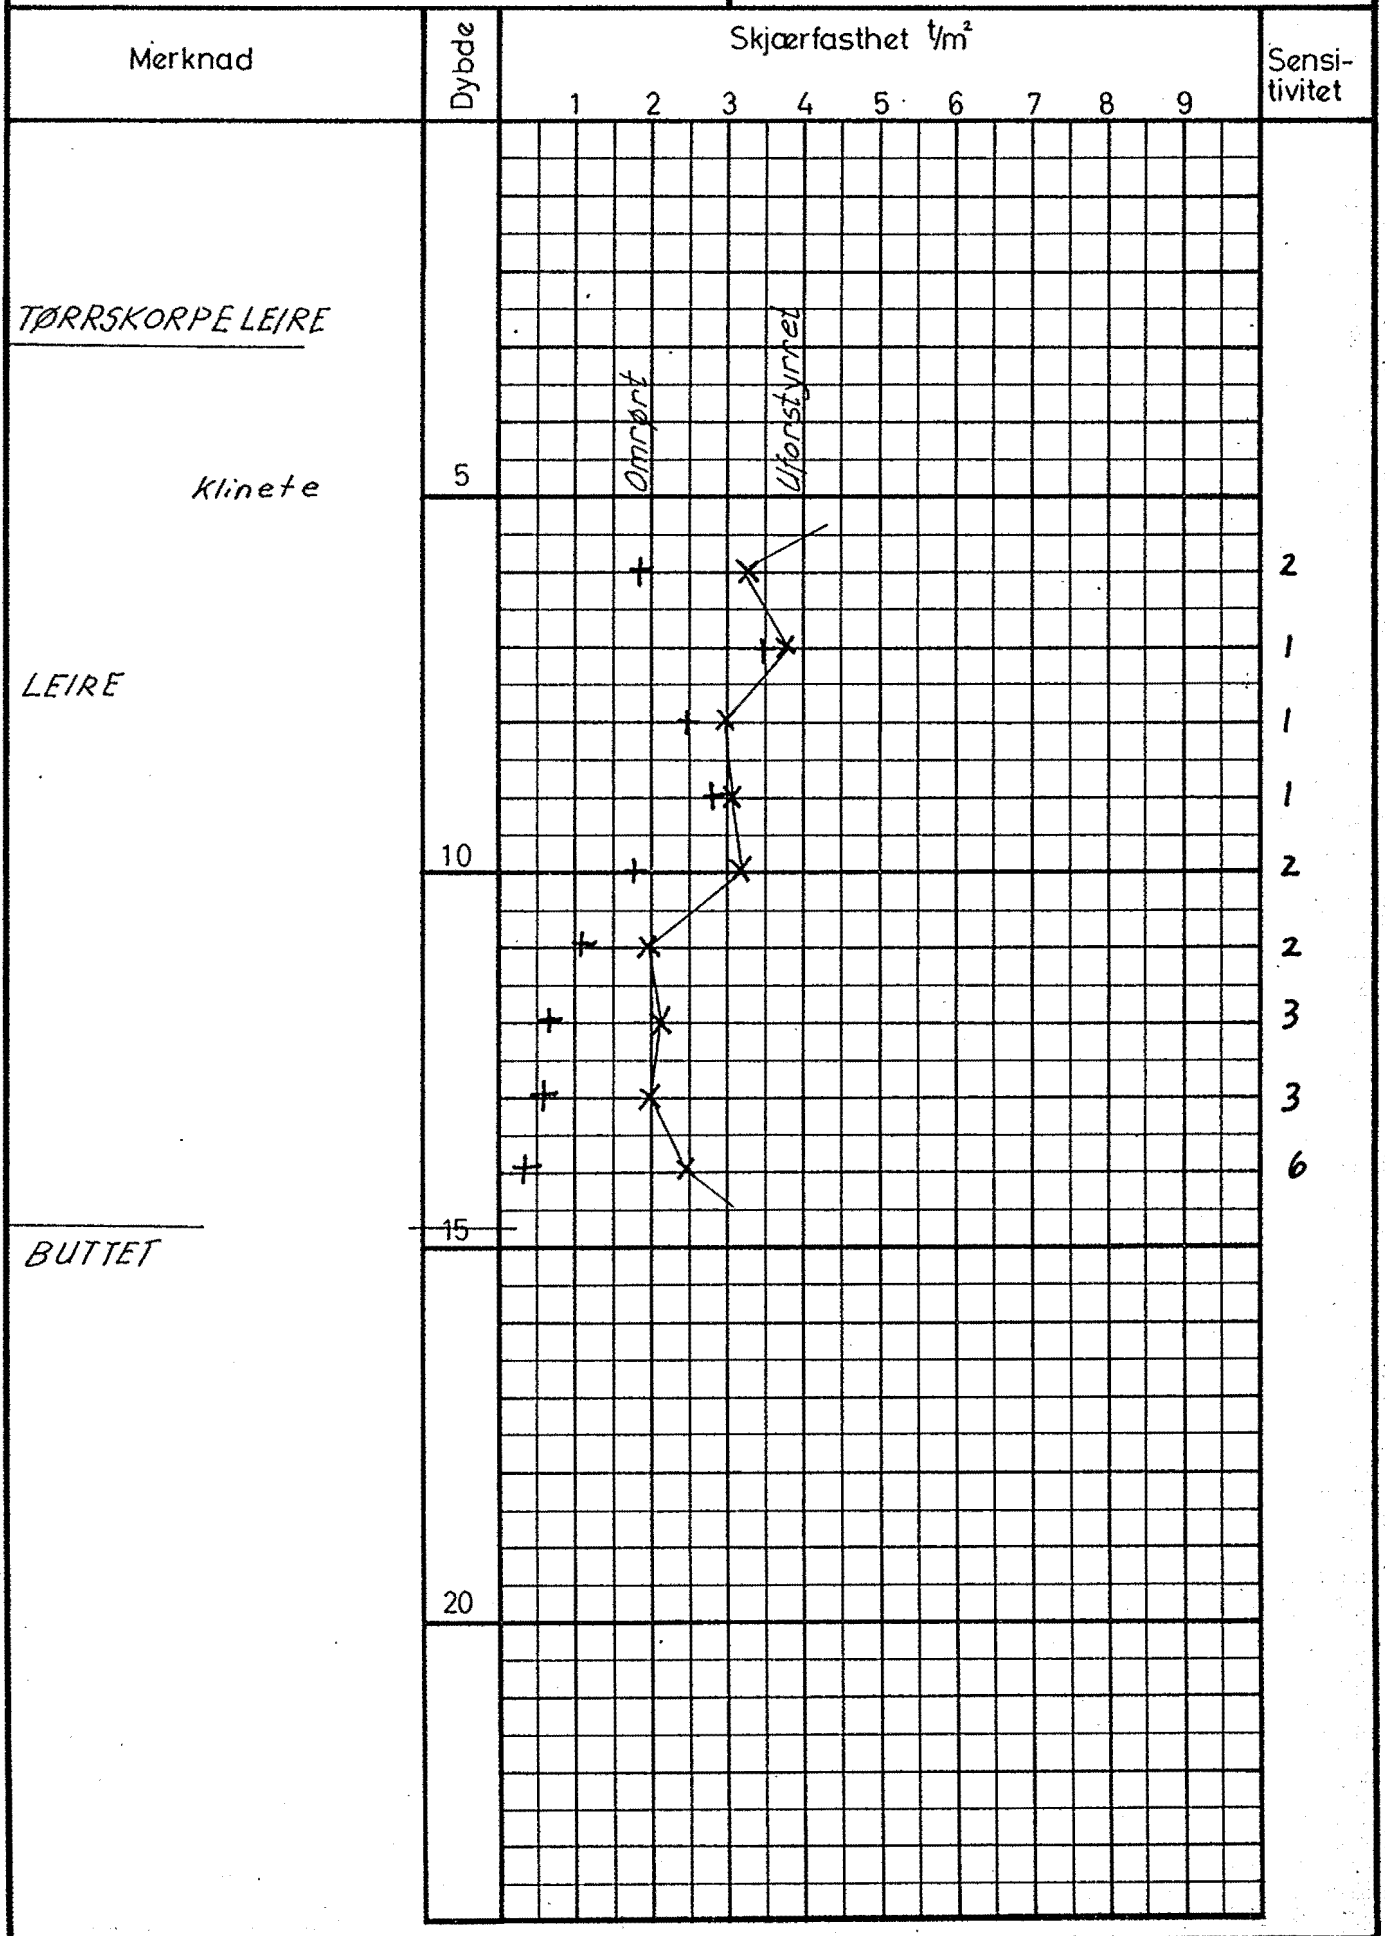 Merknad
Dybde
Skjærfasthet t/m²
Sensi-
tivitet
1 2 3 4 5 6 7 8 9
TØRRSKORPE LEIRE
Omrørt
Uforstyrret
Klinete
5
2
1
LEIRE
1
1
10
2
2
3
3
6
15
BUTTET
20